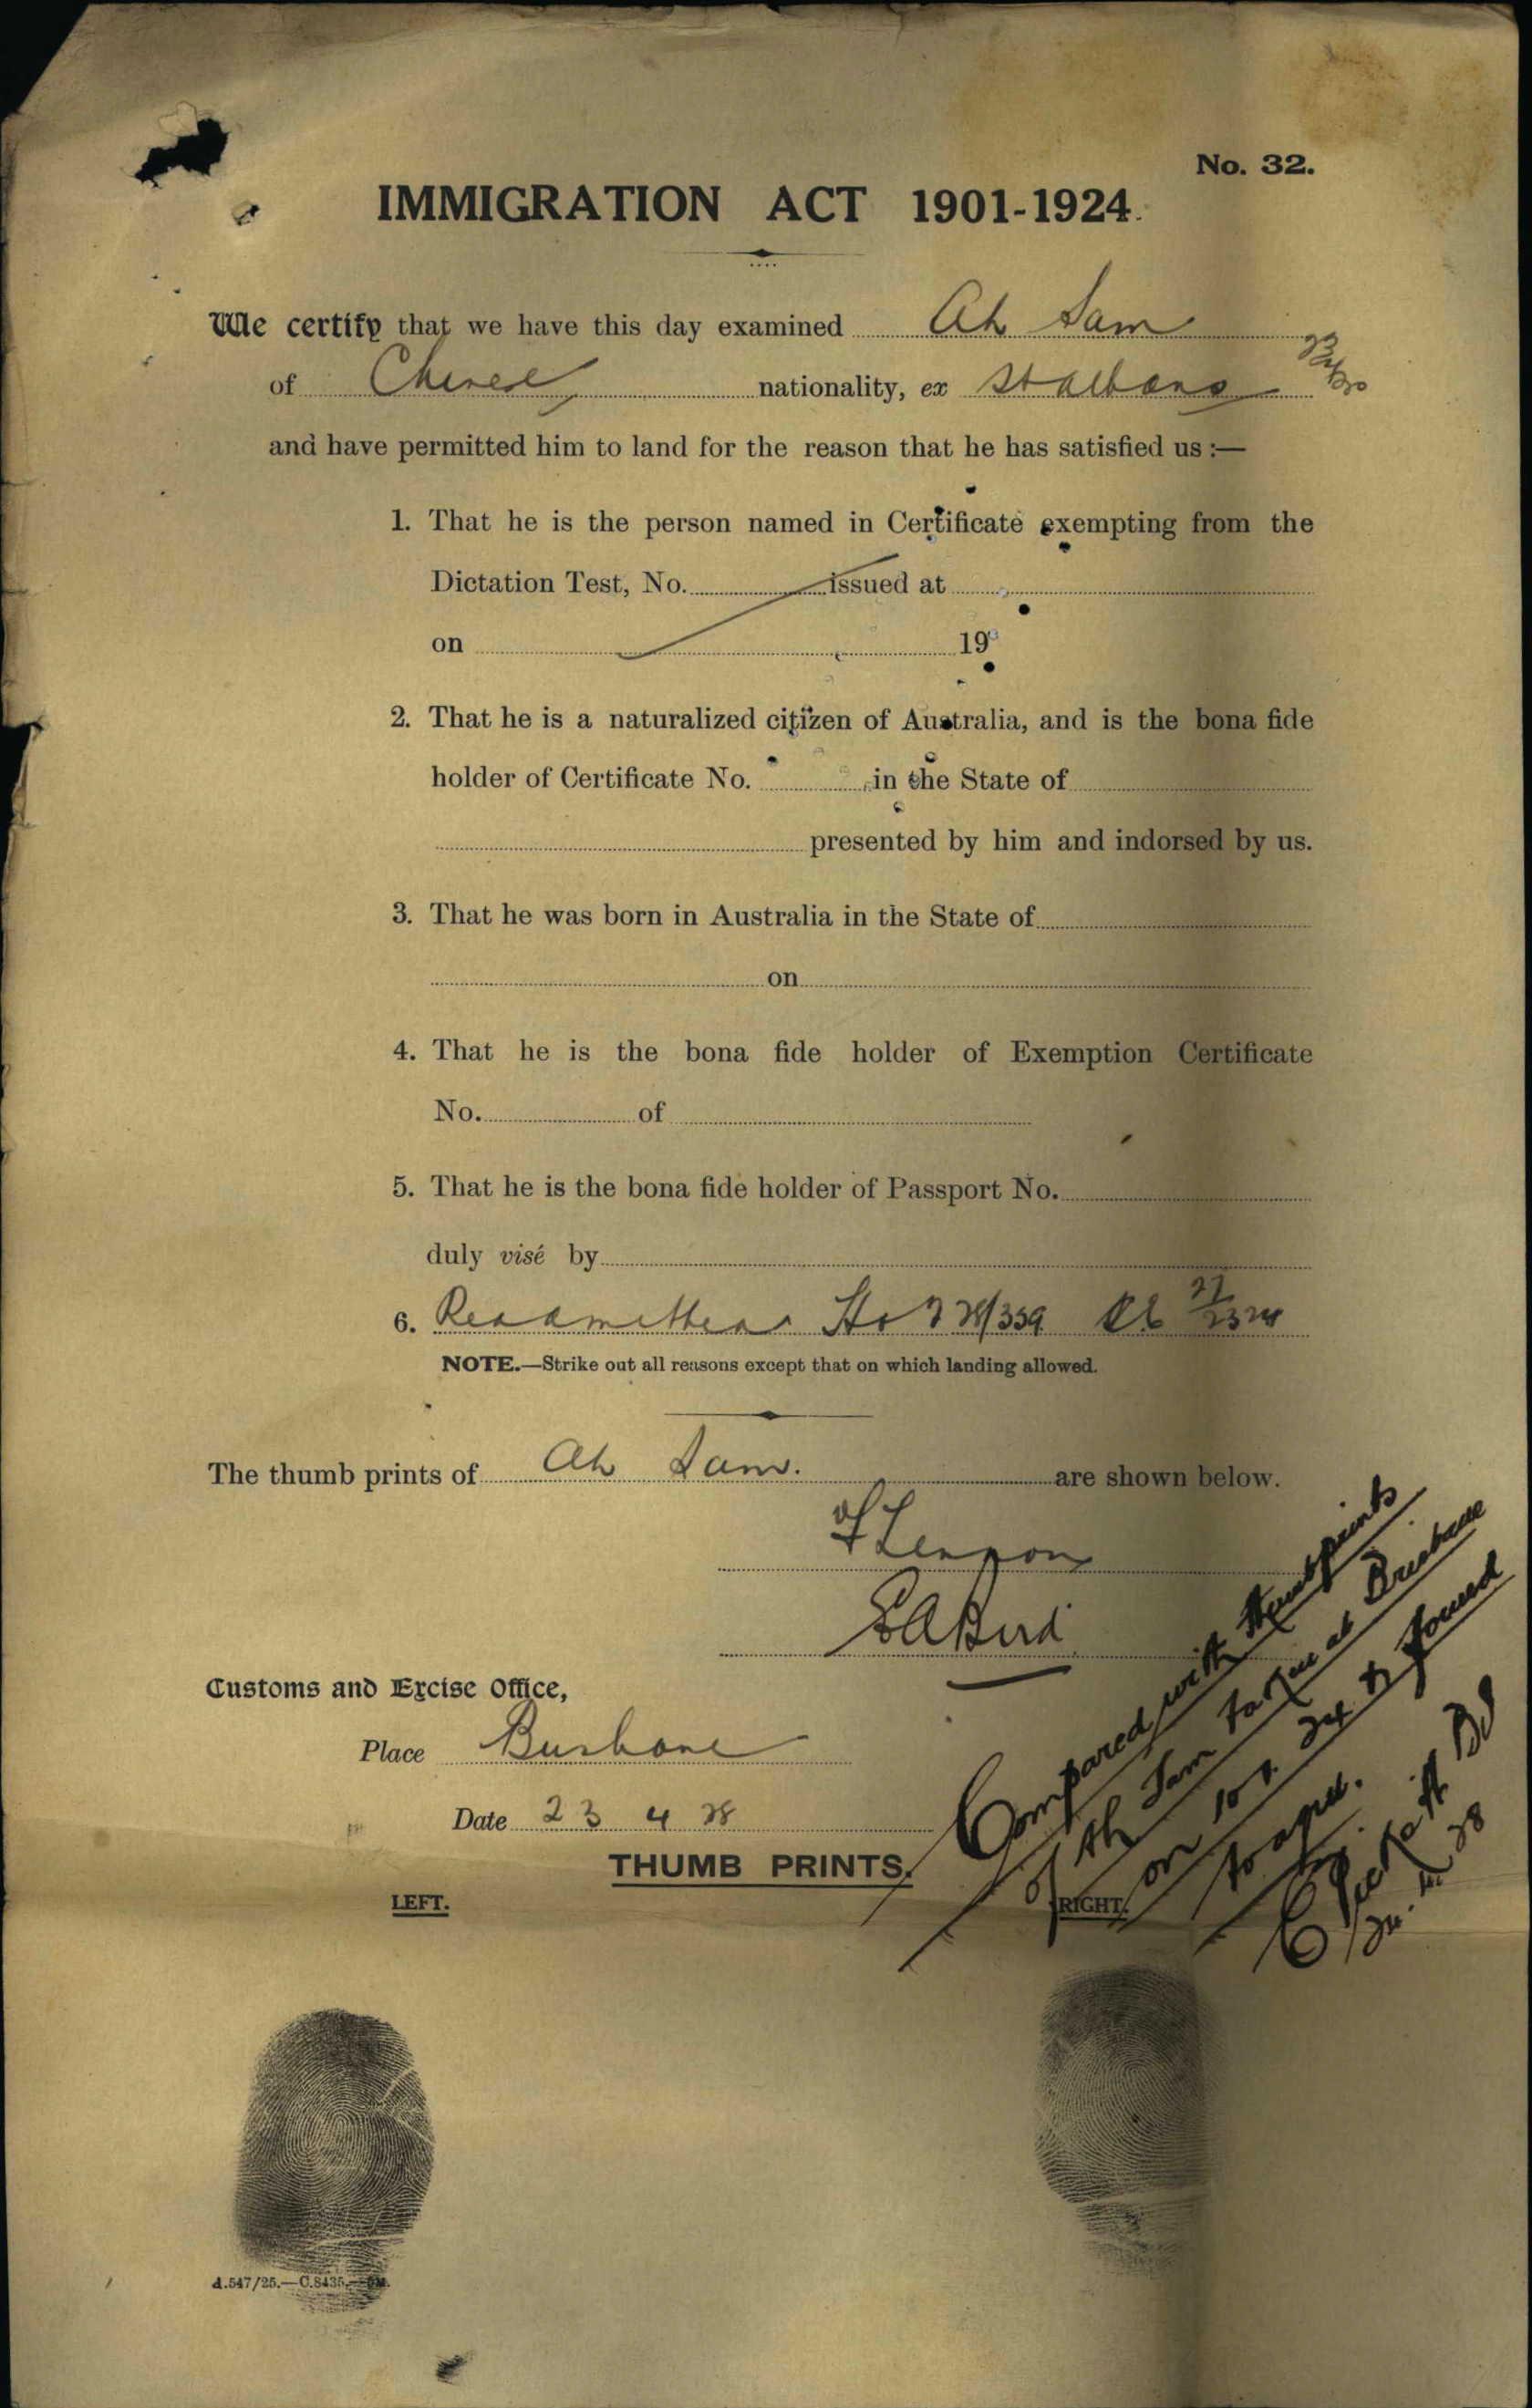 No. 32.
IMMIGRATION ACT 1901-1924.
We certify that we have this day examined Ah Sam
of Chinese nationality, ex St Albans
and have permitted him to land for the reason that he has satisfied us :—
1. That he is the person named in Certificate exempting from the
Dictation Test, No. issued at
on 19
2. That he is a naturalized citizen of Australia, and is the bona fide
holder of Certificate No. in the State of
presented by him and indorsed by us.
3. That he was born in Australia in the State of
on
4. That he is the bona fide holder of Exemption Certificate
No. of
5. That he is the bona fide holder of Passport No.
duly visé by
6.
NOTE.—Strike out all reasons except that on which landing allowed.
The thumb prints of Ah Sam. are shown below.
EABird
Customs and Excise Office,
Place Brisbane
Date 23 4 28
THUMB PRINTS.
LEFT.
RIGHT.
Compared with thumbprints
of Ah Sam taken at Brisbane
on & found
to agree.
A.547/25.—C.8435.—